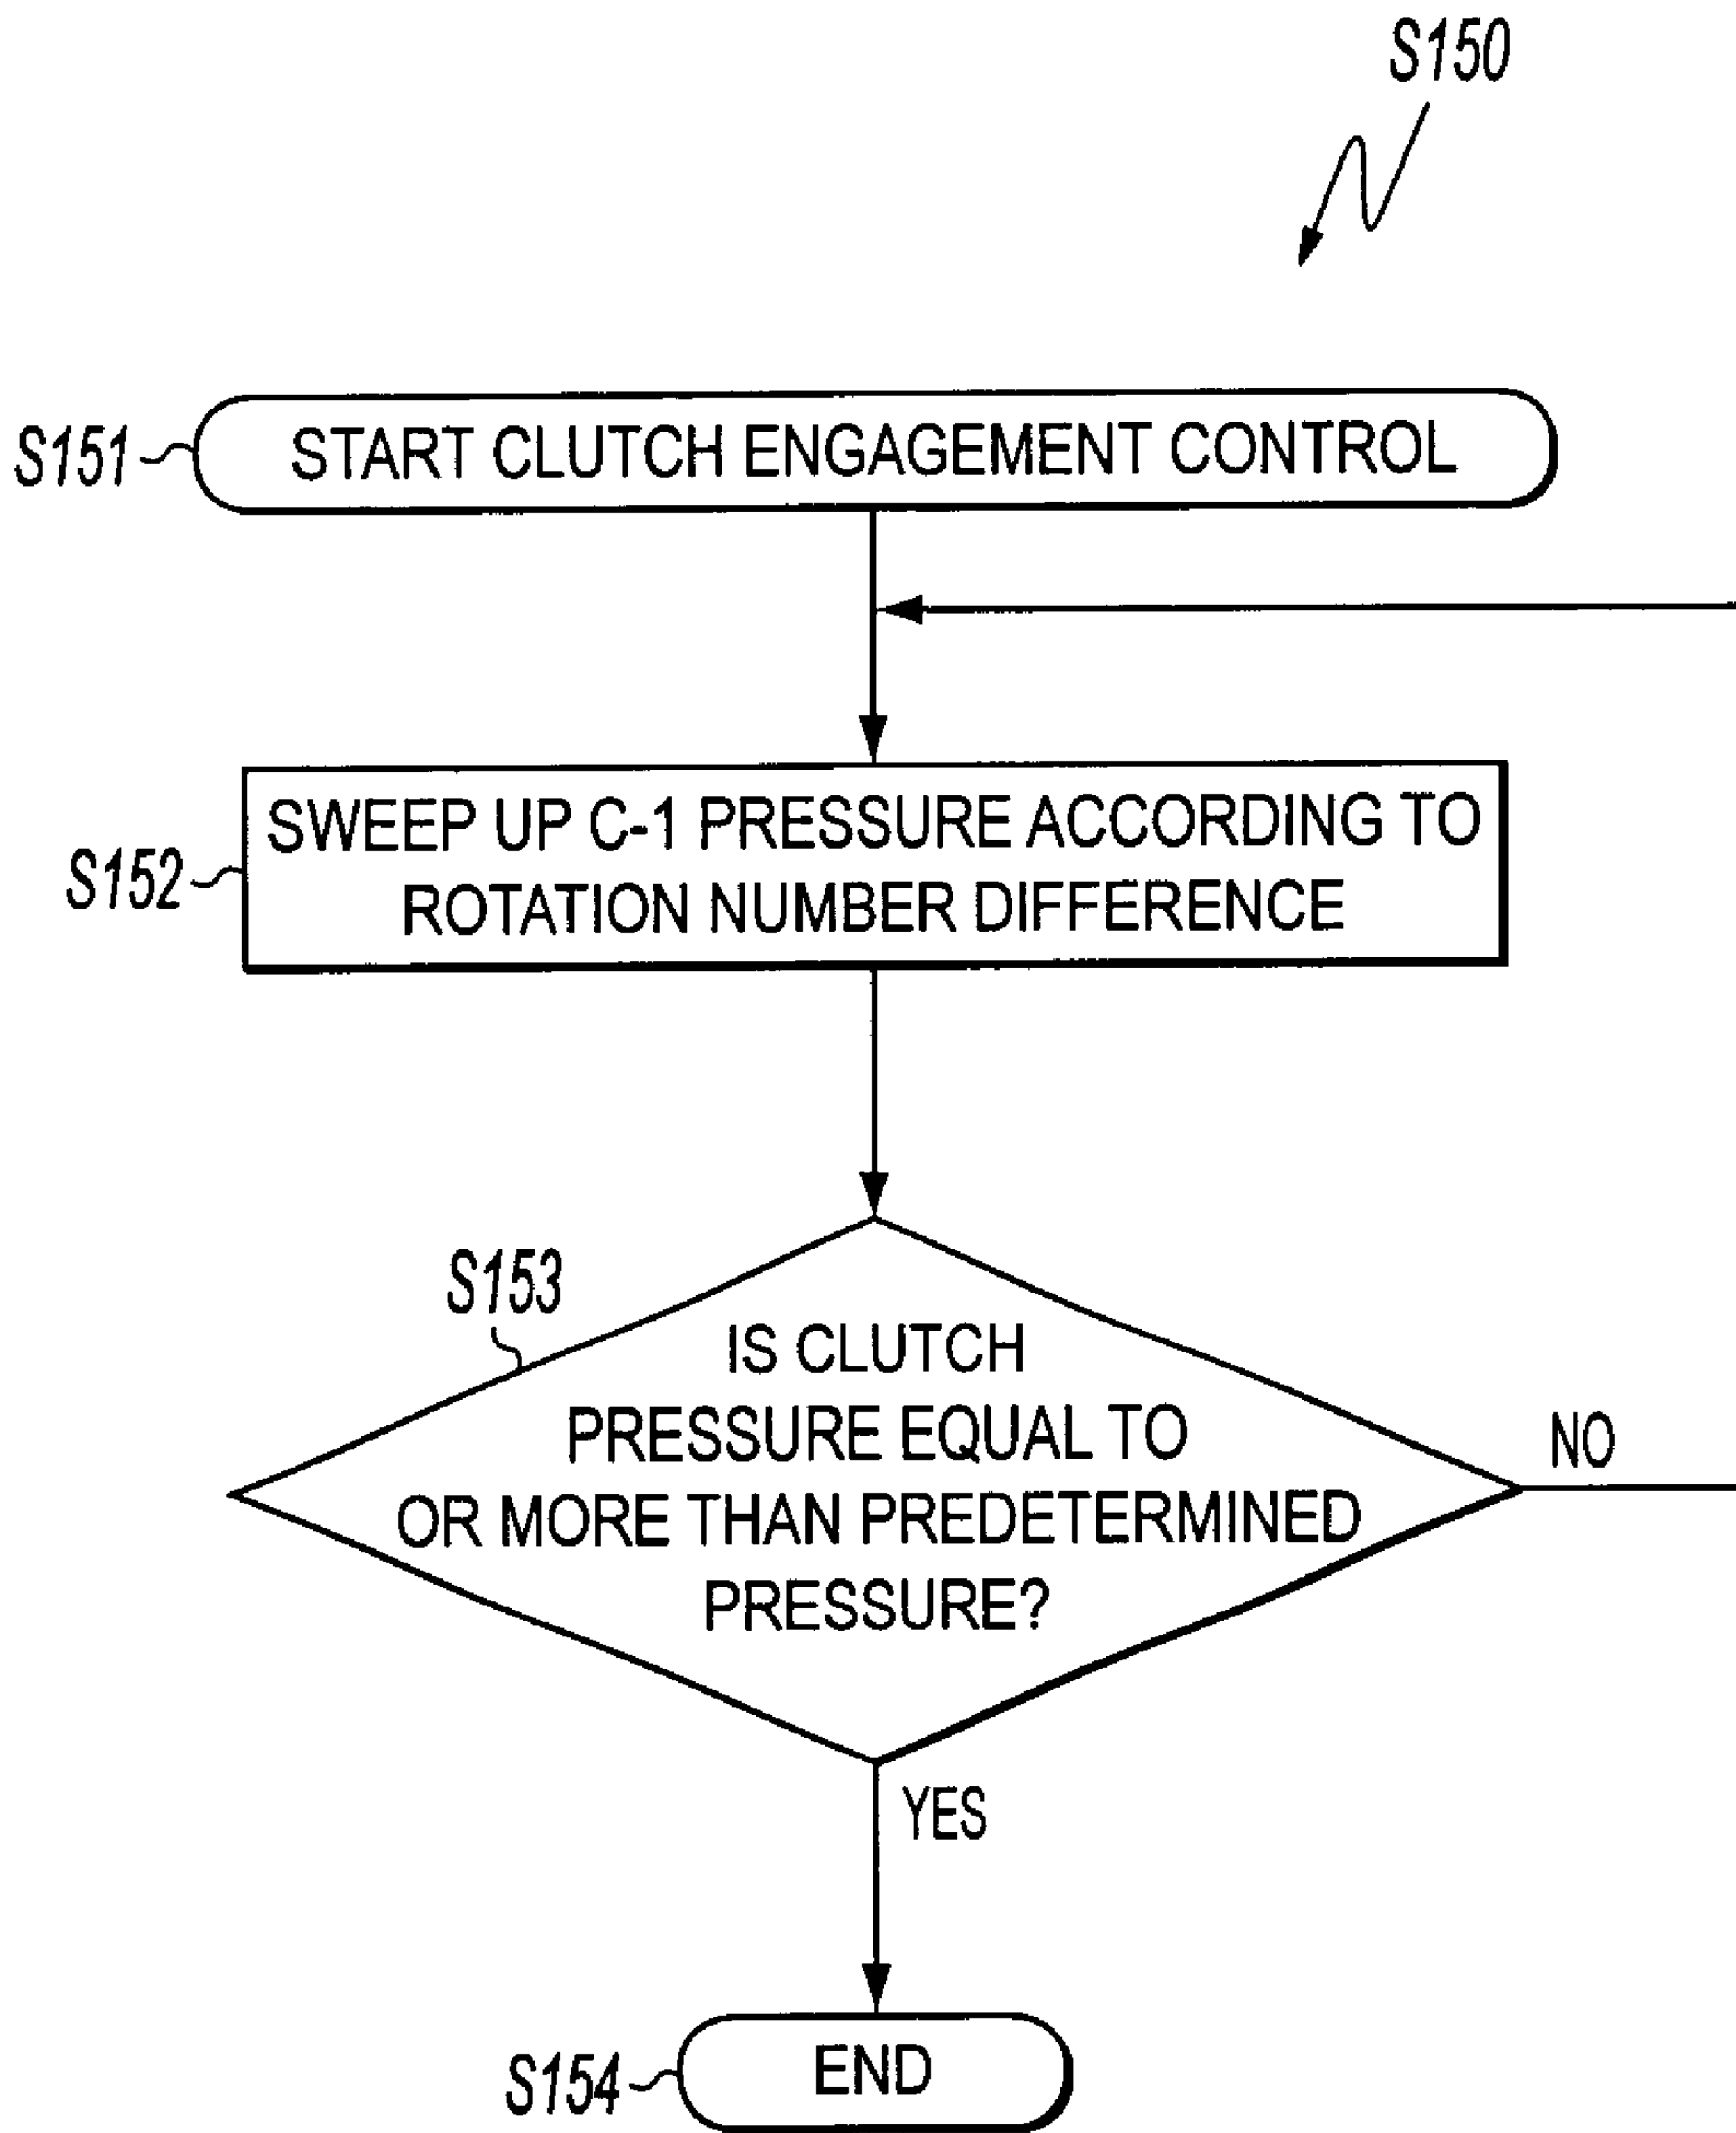 S150
S151
START CLUTCH ENGAGEMENT CONTROL
S152
SWEEP UP C-1 PRESSURE ACCORDING TO
ROTATION NUMBER DIFFERENCE
S153
IS CLUTCH
PRESSURE EQUAL TO
OR MORE THAN PREDETERMINED
PRESSURE?
NO
YES
S154
END